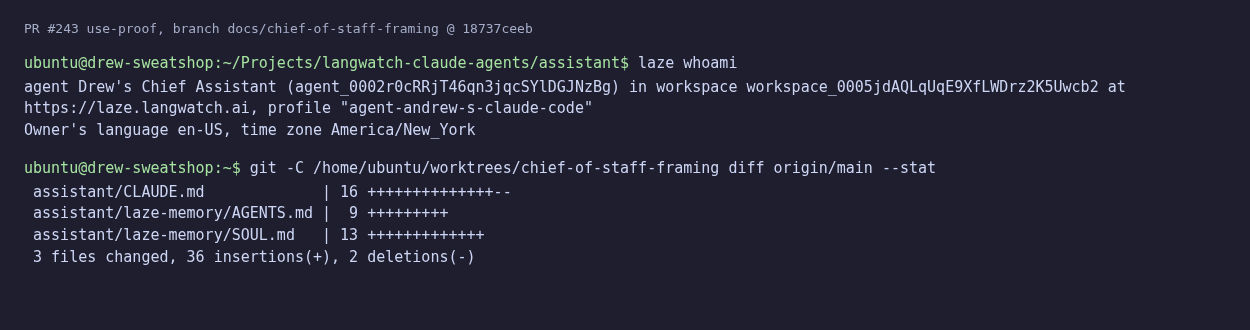 PR #243 use-proof, branch docs/chief-of-staff-framing @ 18737ceeb
ubuntu@drew-sweatshop:~/Projects/langwatch-claude-agents/assistant$ laze whoami
agent Drew's Chief Assistant (agent_0002r0cRRjT46qn3jqcSYlDGJNzBg) in workspace workspace_0005jdAQLqUqE9XfLWDrz2K5Uwcb2 at
https://laze.langwatch.ai, profile "agent-andrew-s-claude-code"
Owner's language en-US, time zone America/New_York
ubuntu@drew-sweatshop:~$ git -C /home/ubuntu/worktrees/chief-of-staff-framing diff origin/main --stat
 assistant/CLAUDE.md             | 16 ++++++++++++++--
 assistant/laze-memory/AGENTS.md |  9 +++++++++
 assistant/laze-memory/SOUL.md   | 13 +++++++++++++
 3 files changed, 36 insertions(+), 2 deletions(-)